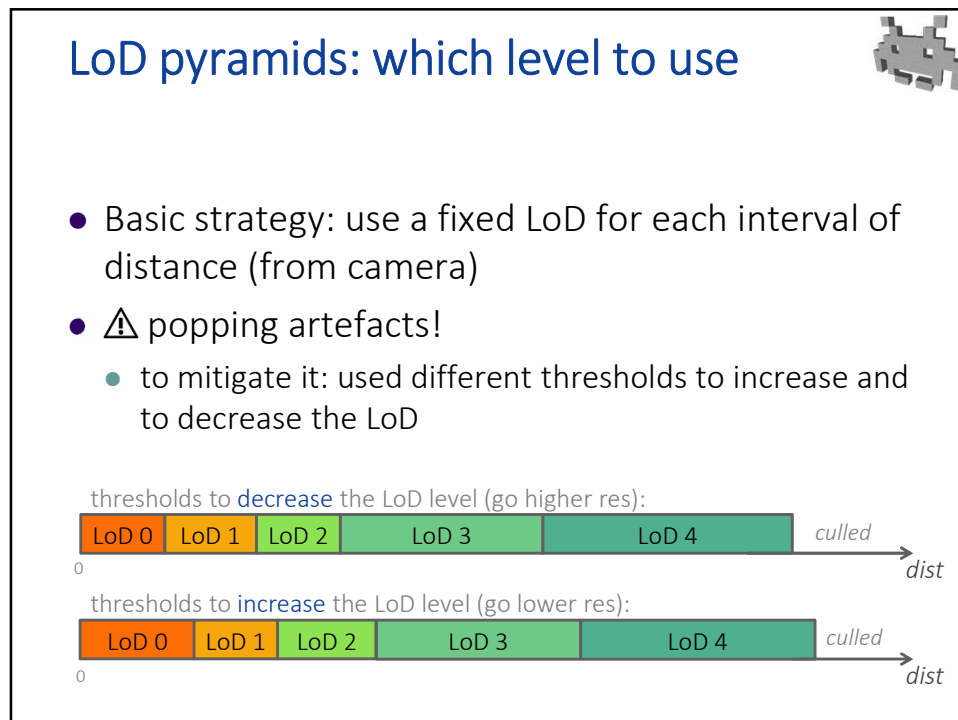 LoD pyramids: which level to use
● Basic strategy: use a fixed LoD for each interval of
distance (from camera)
● ⚠ popping artefacts!
● to mitigate it: used different thresholds to increase and
to decrease the LoD
thresholds to decrease the LoD level (go higher res):
LoD 0 LoD 1 LoD 2 LoD 3 LoD 4 culled
0 dist
thresholds to increase the LoD level (go lower res):
LoD 0 LoD 1 LoD 2 LoD 3 LoD 4 culled
0 dist